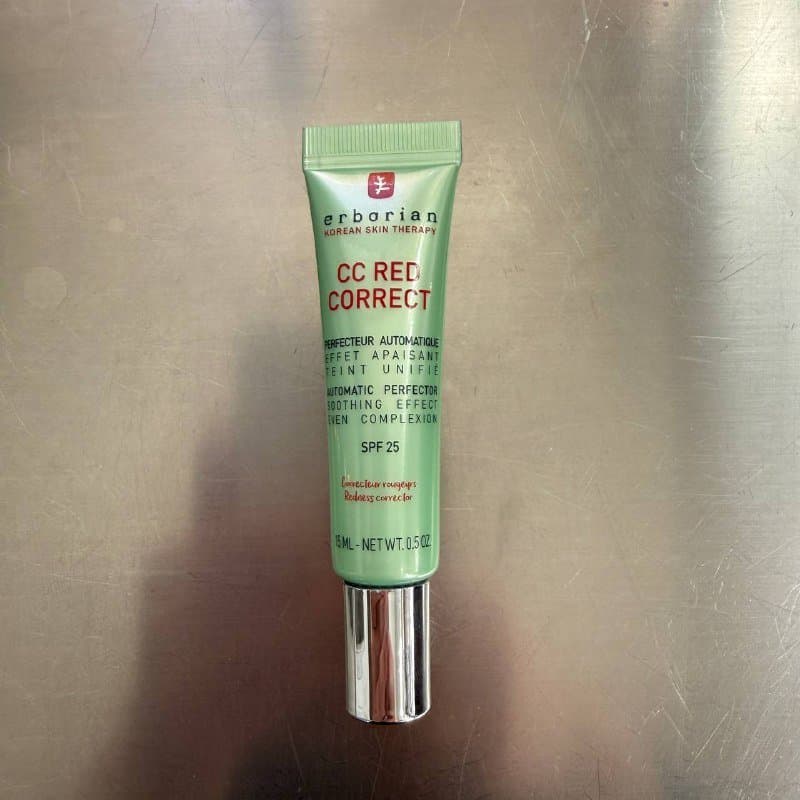 erborian
KOREAN SKIN THERAPY
CC RED
CORRECT
PERFECTEUR AUTOMATIQUE
EFFET APAISANT
TEINT UNIFIÉ
AUTOMATIC PERFECTOR
SOOTHING EFFECT
EVEN COMPLEXION
SPF 25
Correcteur rougeurs
Redness corrector
15 ML - NET WT. 0.5 OZ.